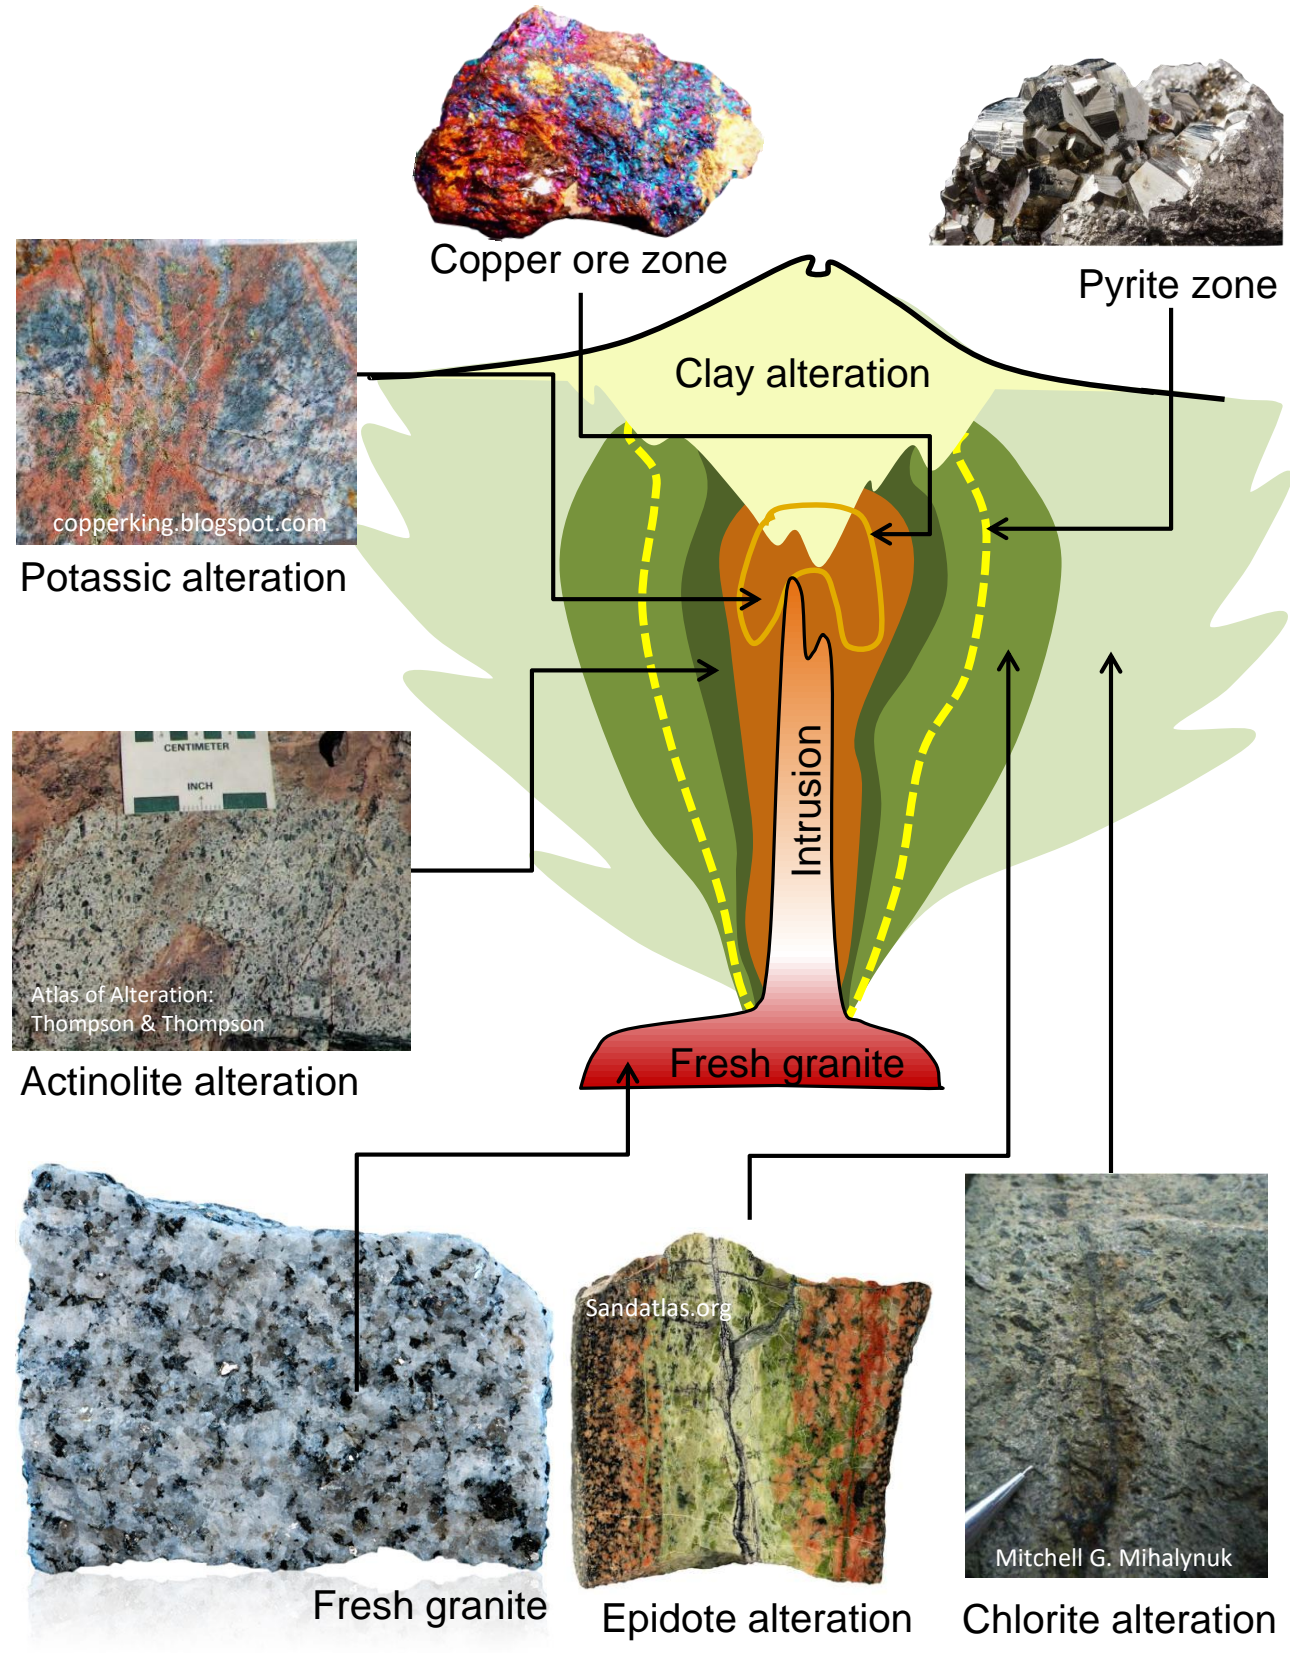 Copper ore zone
Pyrite zone
Clay alteration
copperking.blogspot.com
Potassic alteration
CENTIMETER
INCH
Intrusion
Atlas of Alteration:
Thompson & Thompson
Fresh granite
Actinolite alteration
Sandatlas.org
Mitchell G. Mihalynuk
Fresh granite
Epidote alteration
Chlorite alteration